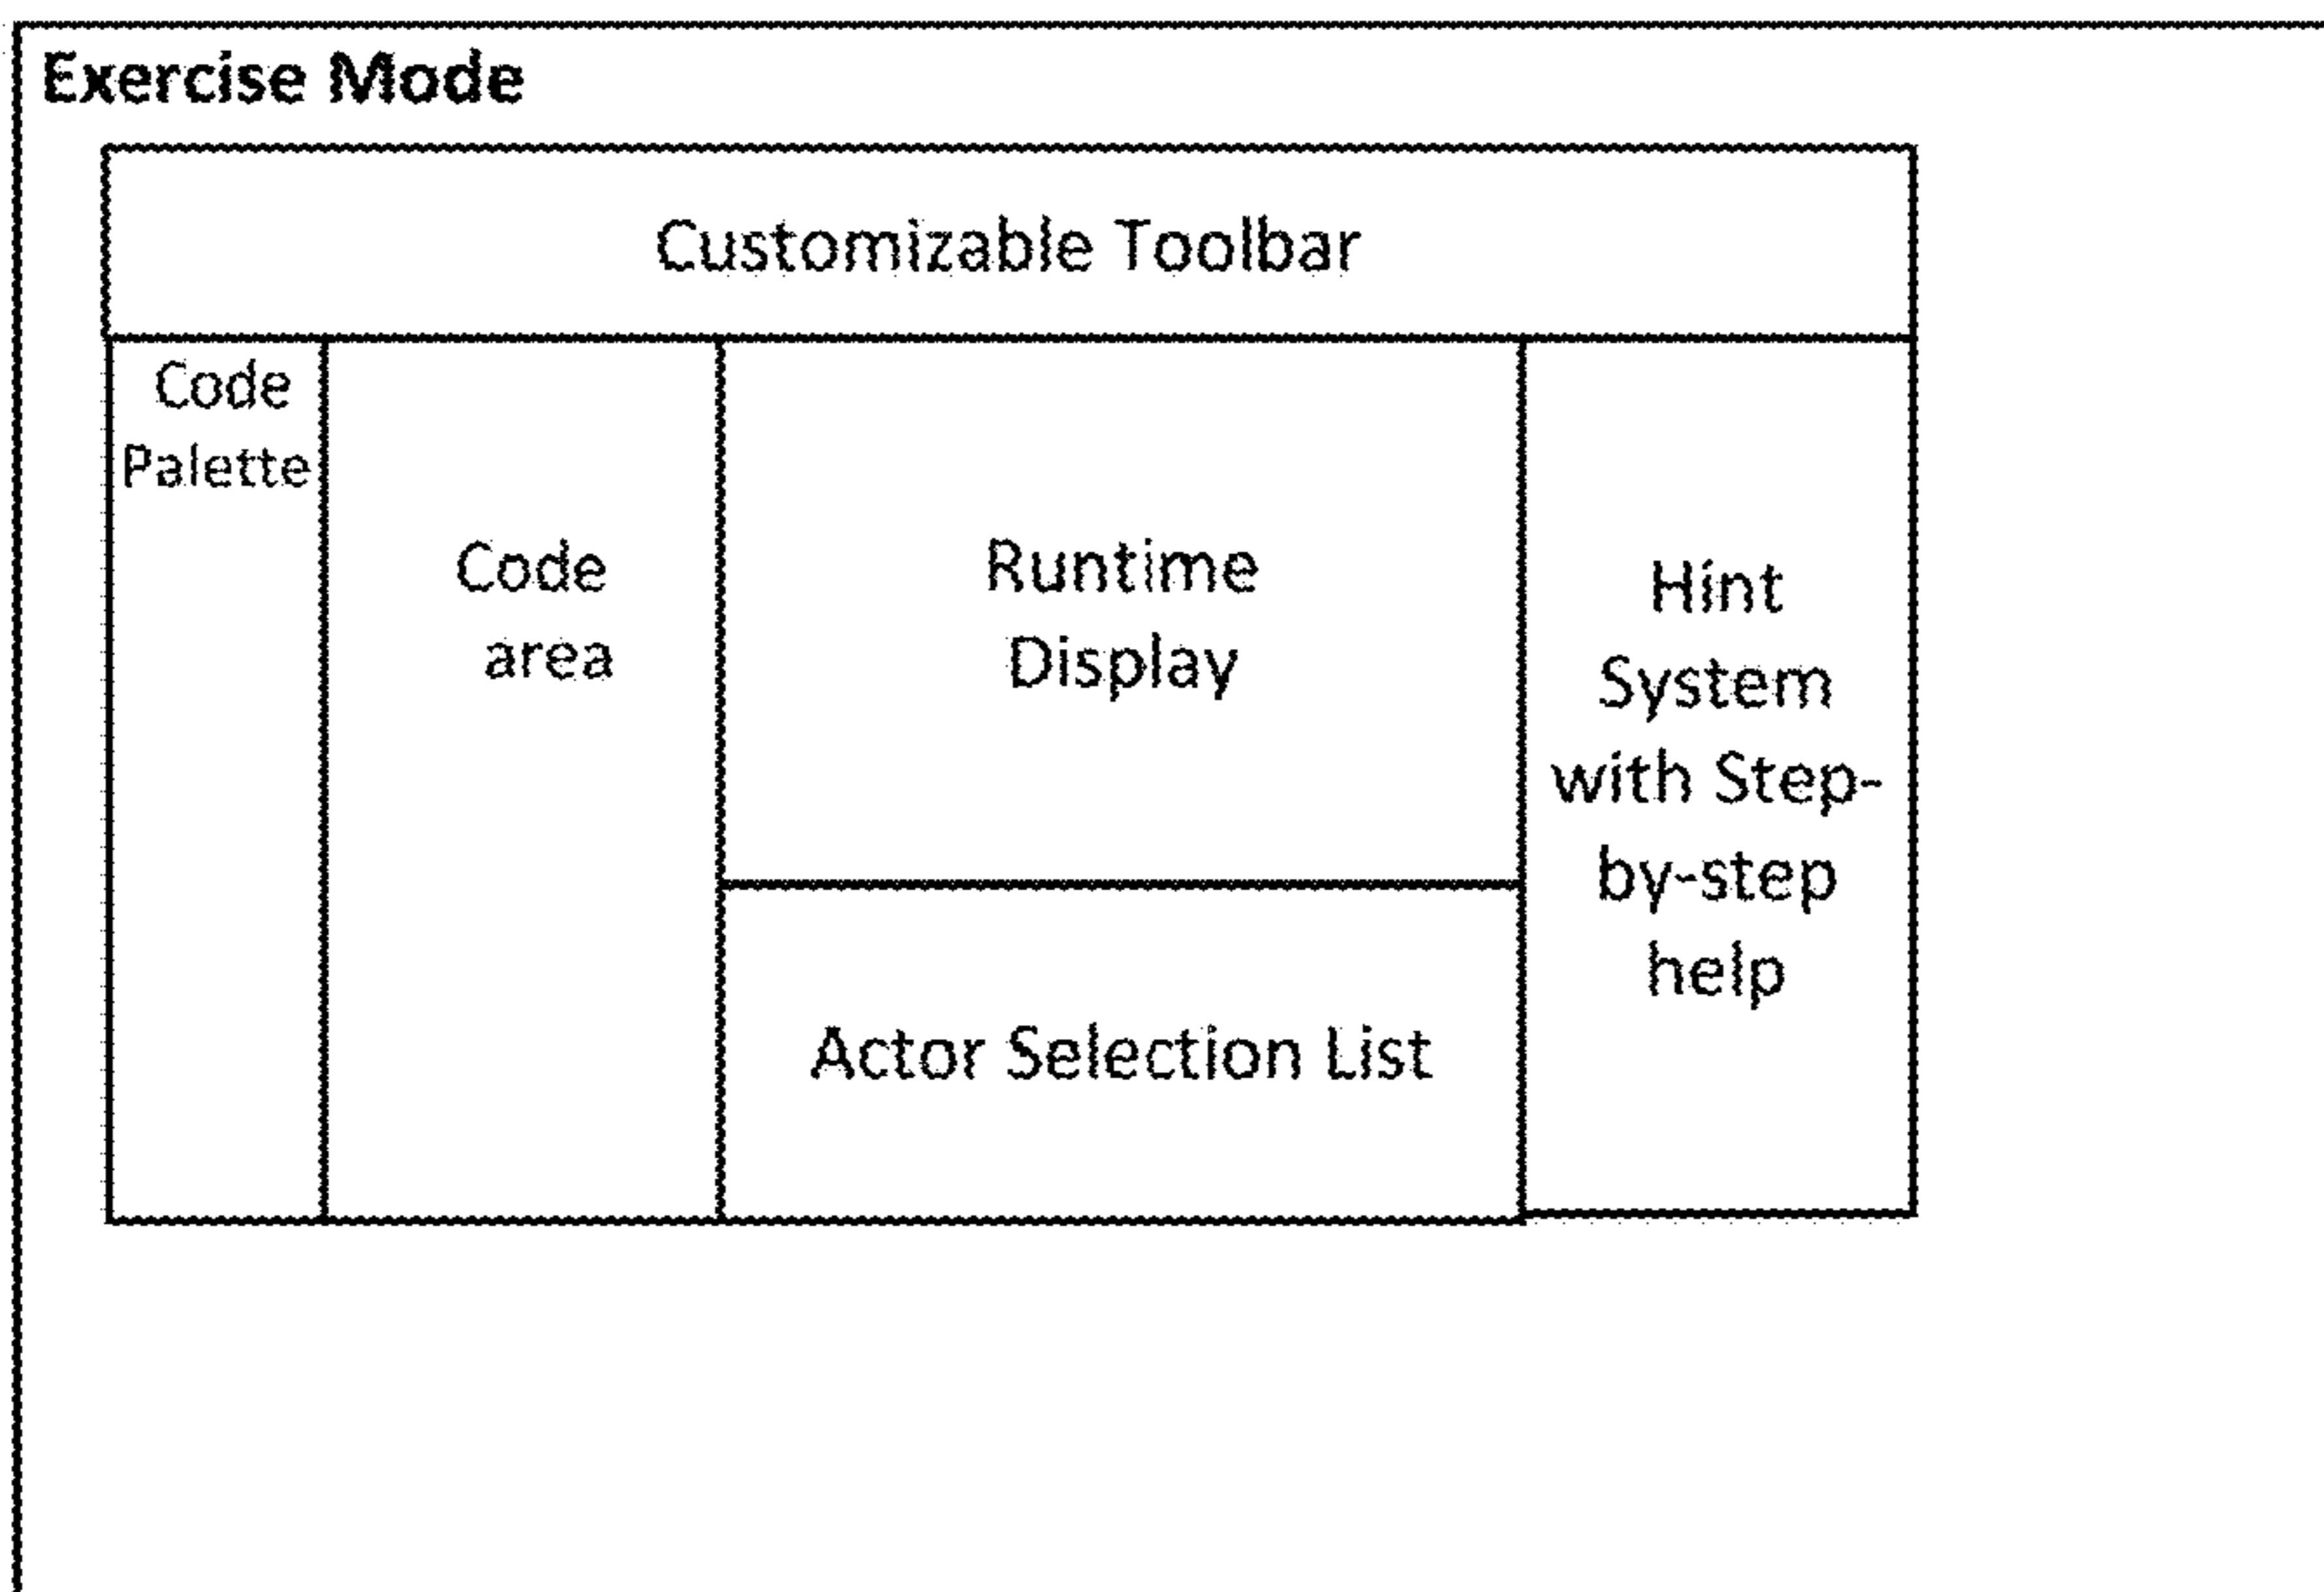 Exercise Mode
Customizable Toolbar
Code
Palette
Code
area
Runtime
Display
Hint
System
with Step-
by-step
help
Actor Selection List